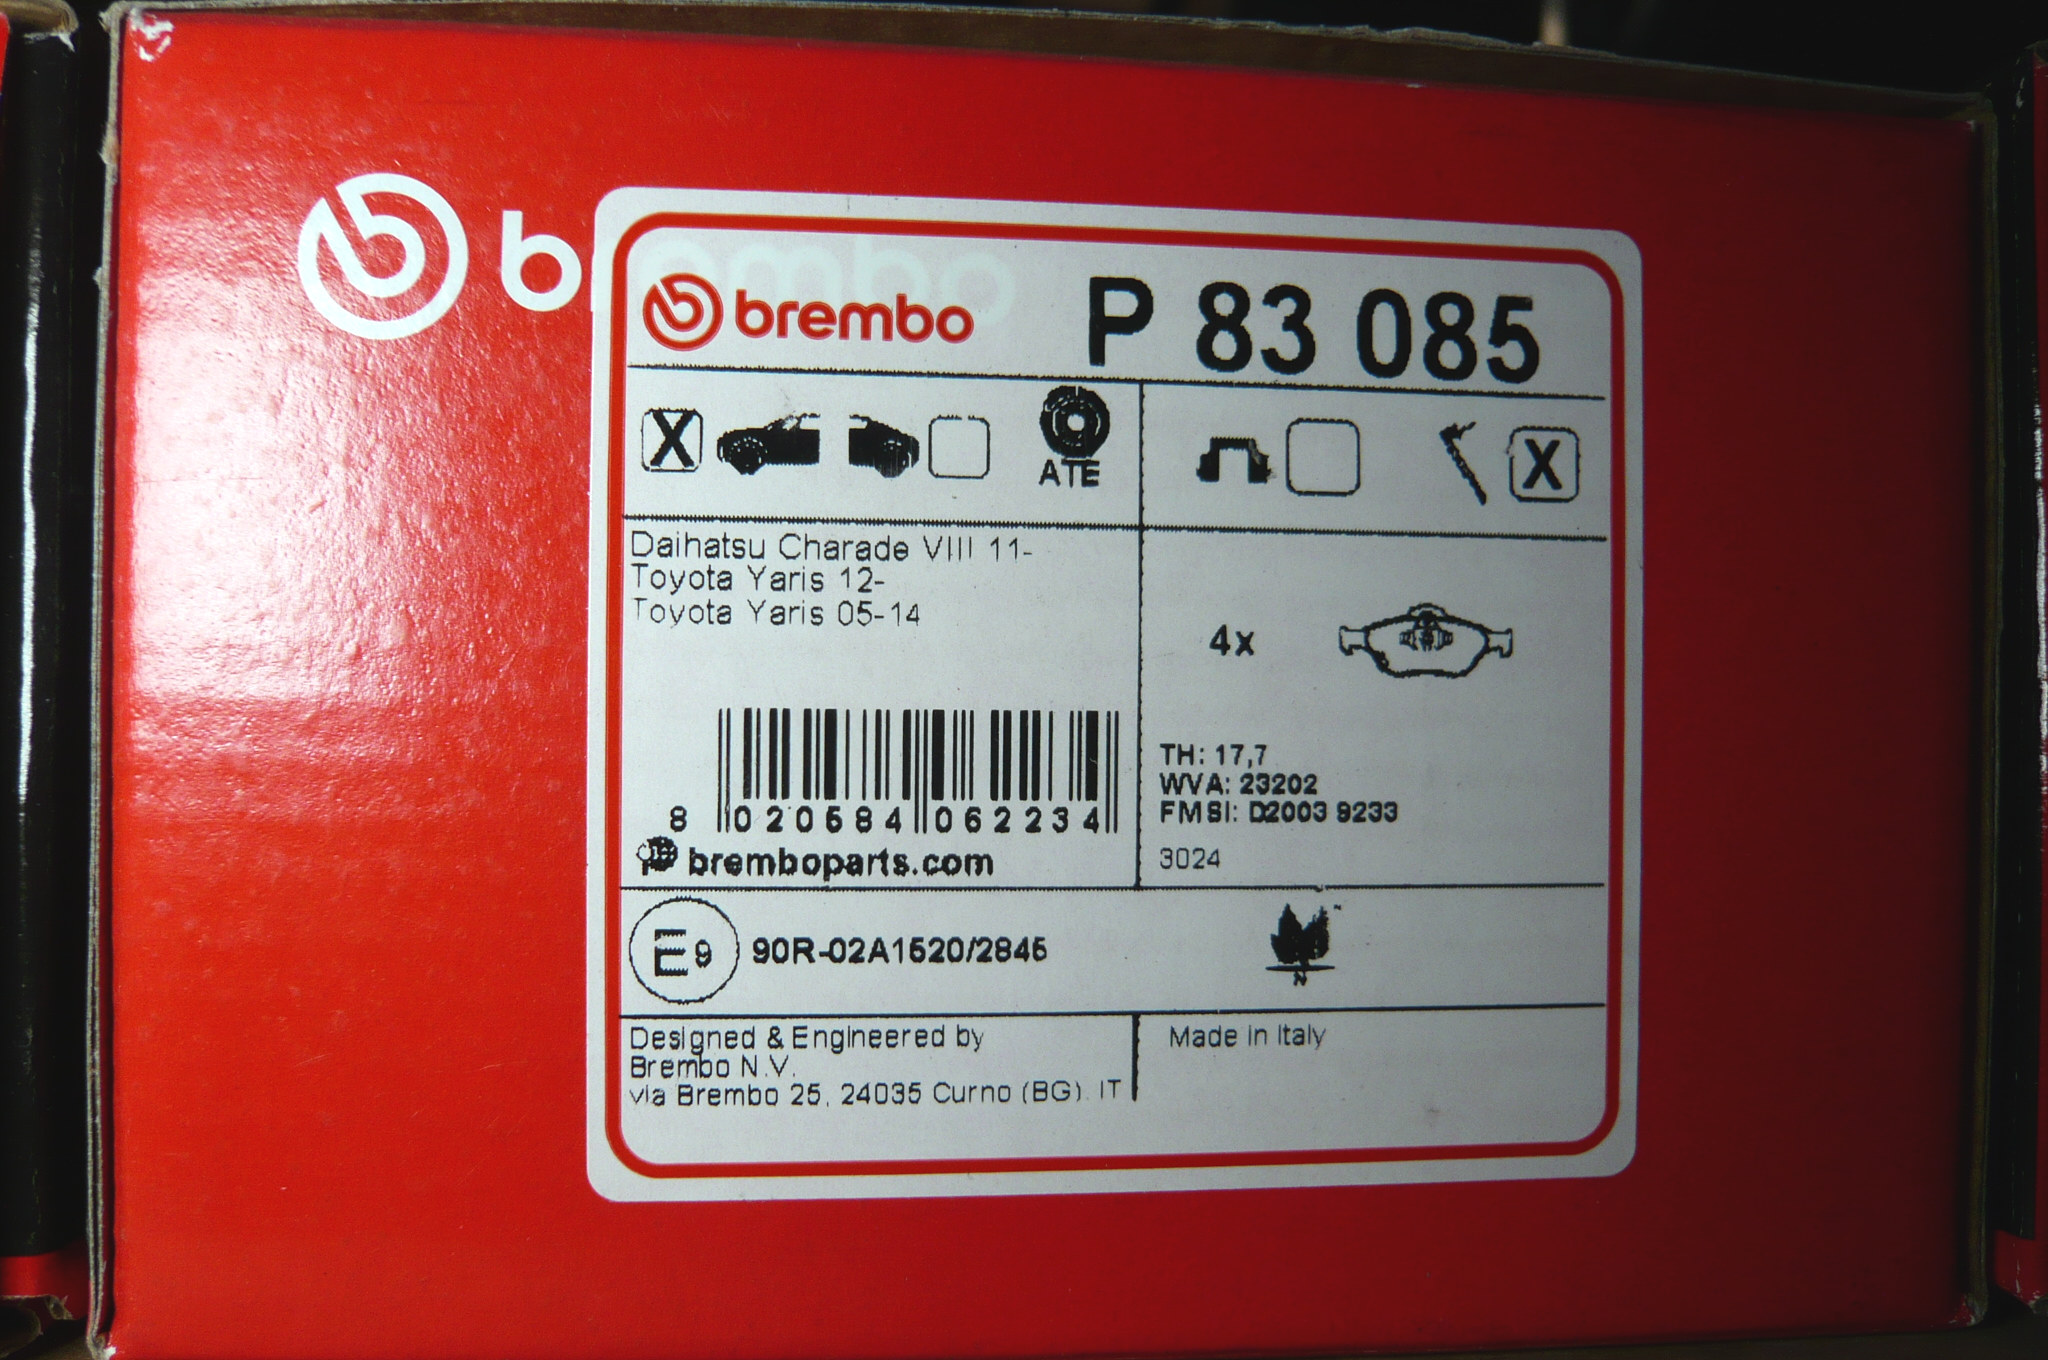 brembo
brembo P 83 085
X X
ATE
Daihatsu Charade VIII 11-
Toyota Yaris 12-
Toyota Yaris 05-14
4x
TH: 17,7
WVA: 23202
FMSI: D2003 9233
3024
8 020584 062234
bremboparts.com
E9 90R-02A1520/2845
N
Designed & Engineered by
Brembo N.V.
via Brembo 25, 24035 Curno (BG) IT
Made in Italy